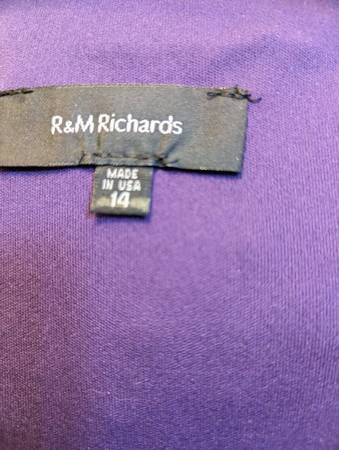 R&M Richards
MADE
IN USA
14